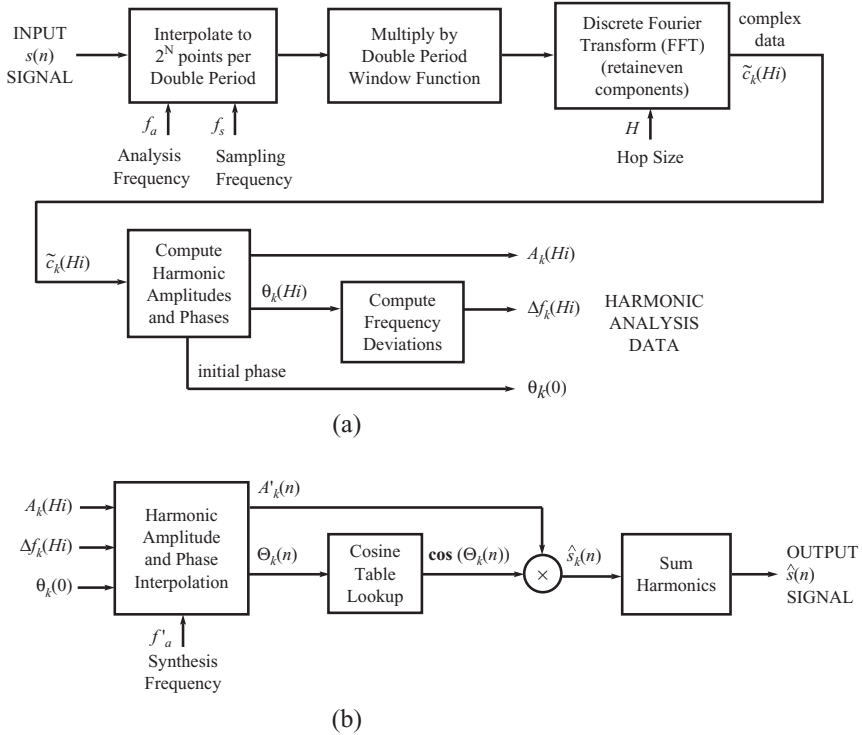 INPUT
s(n)
SIGNAL
Interpolate to
2^N points per
Double Period
f_a
Analysis
Frequency
f_s
Sampling
Frequency
Multiply by
Double Period
Window Function
Discrete Fourier
Transform (FFT)
(retaineven
components)
H
Hop Size
complex
data
c̃_k(Hi)
c̃_k(Hi)
Compute
Harmonic
Amplitudes
and Phases
A_k(Hi)
θ_k(Hi)
Compute
Frequency
Deviations
Δf_k(Hi)
HARMONIC
ANALYSIS
DATA
initial phase
θ_k(0)
(a)
A_k(Hi)
Δf_k(Hi)
θ_k(0)
Harmonic
Amplitude
and Phase
Interpolation
f'_a
Synthesis
Frequency
A'_k(n)
Θ_k(n)
Cosine
Table
Lookup
cos (Θ_k(n))
×
ŝ_k(n)
Sum
Harmonics
OUTPUT
ŝ(n)
SIGNAL
(b)